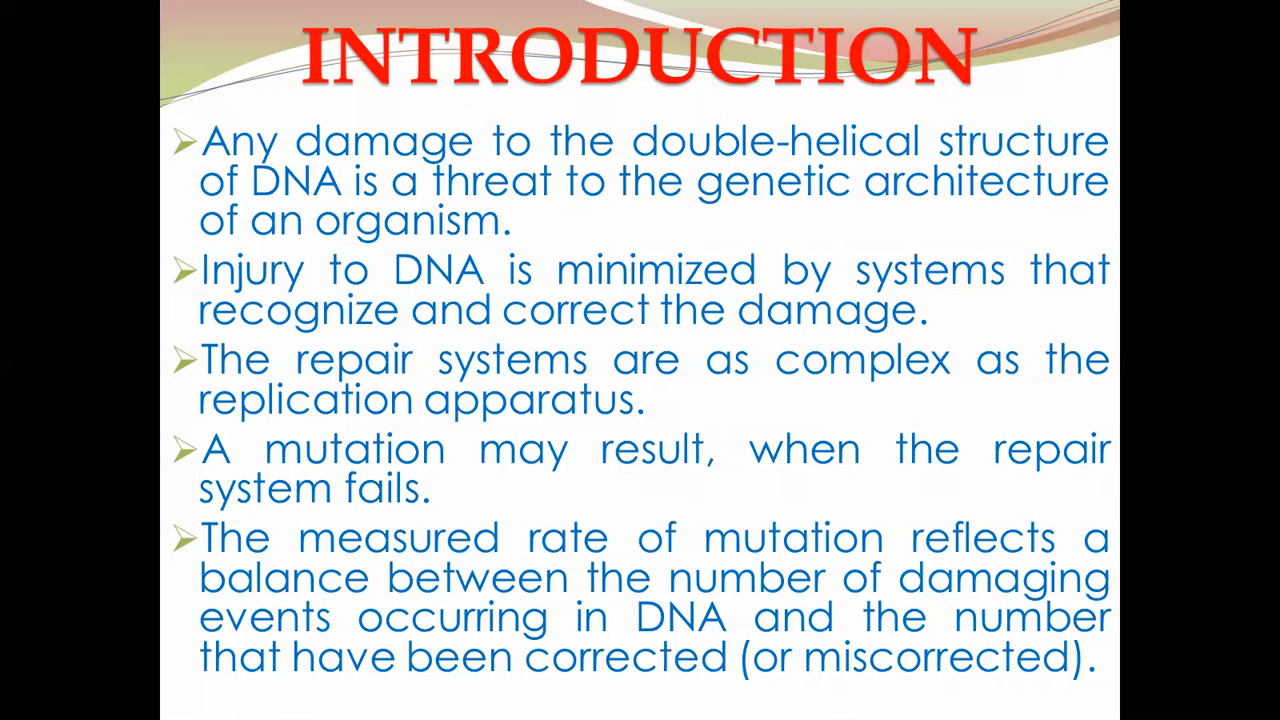 INTRODUCTION
Any damage to the double-helical structure
of DNA is a threat to the genetic architecture
of an organism.
Injury to DNA is minimized by systems that
recognize and correct the damage.
The repair systems are as complex as the
replication apparatus.
A mutation may result, when the repair
system fails.
The measured rate of mutation reflects a
balance between the number of damaging
events occurring in DNA and the number
that have been corrected (or miscorrected).